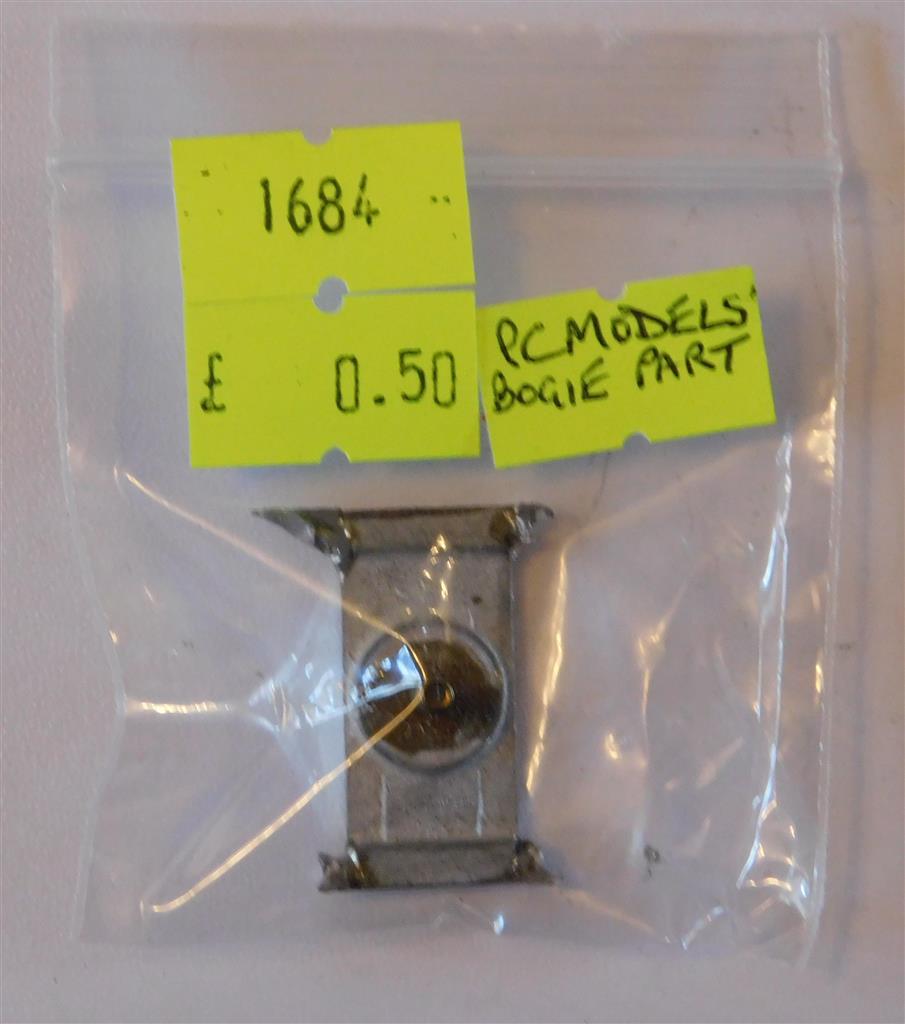 1684
£ 0.50
PCMODELS
BOGIE PART